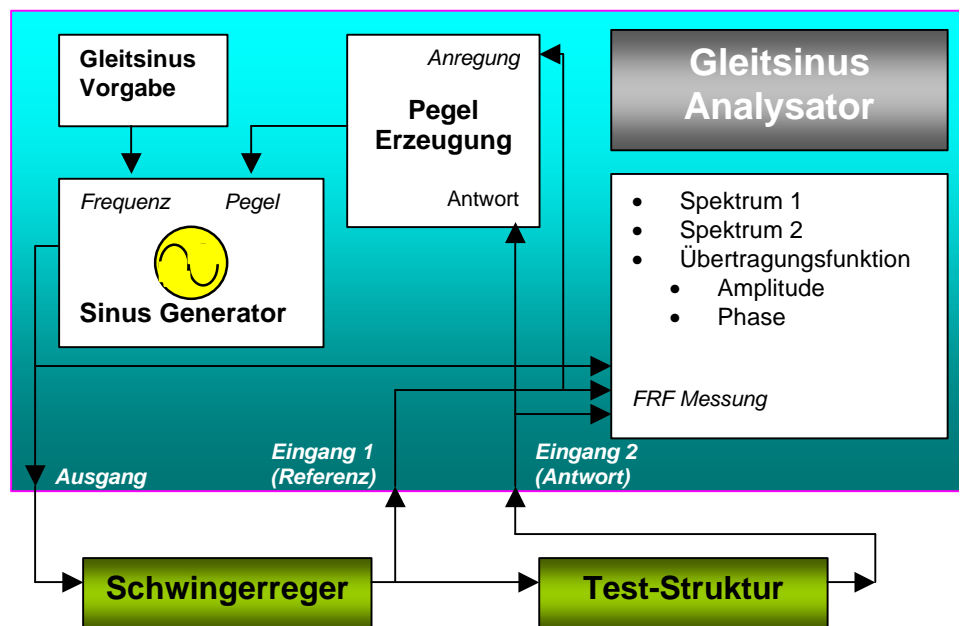 Gleitsinus
Vorgabe
Anregung
Pegel
Erzeugung
Antwort
Gleitsinus
Analysator
Frequenz
Pegel
Sinus Generator
• Spektrum 1
• Spektrum 2
• Übertragungsfunktion
• Amplitude
• Phase
FRF Messung
Ausgang
Eingang 1
(Referenz)
Eingang 2
(Antwort)
Schwingerreger
Test-Struktur